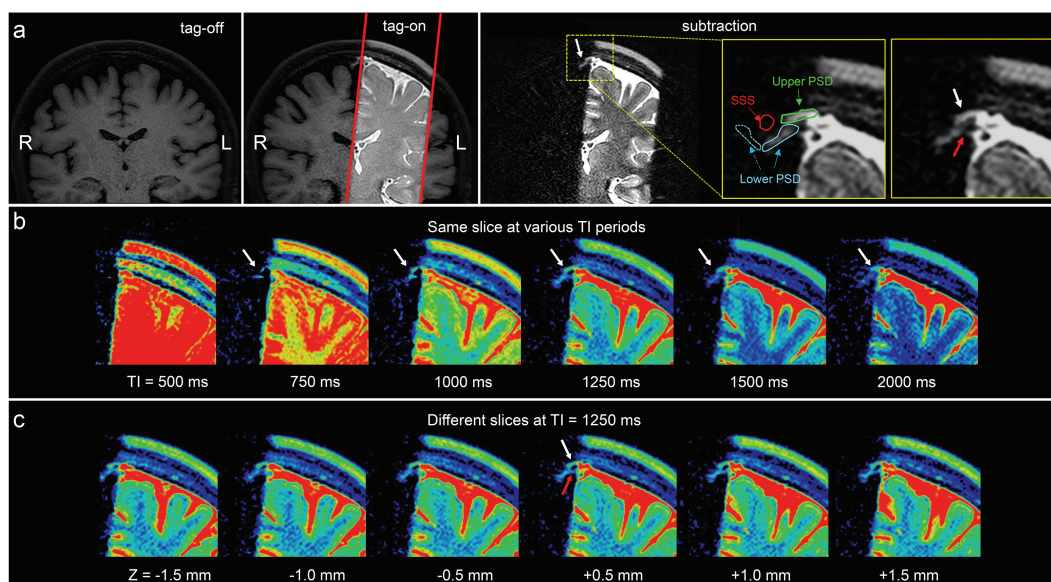 a
tag-off
tag-on
subtraction
R
L
R
L
SSS
Upper PSD
Lower PSD
b
Same slice at various TI periods
TI = 500 ms
750 ms
1000 ms
1250 ms
1500 ms
2000 ms
c
Different slices at TI = 1250 ms
Z = -1.5 mm
-1.0 mm
-0.5 mm
+0.5 mm
+1.0 mm
+1.5 mm